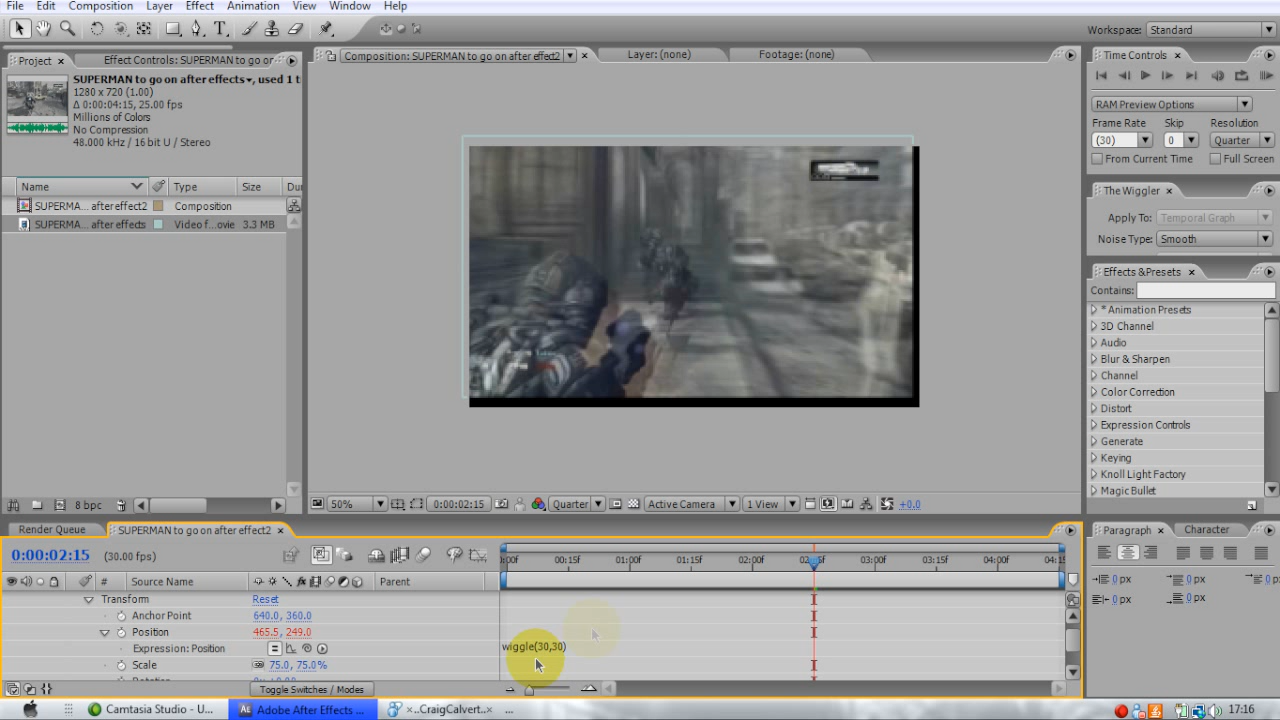 File Edit Composition Layer Effect Animation View Window Help
Workspace: Standard
Project × Effect Controls: SUPERMAN to go or
Composition: SUPERMAN to go on after effect2 ×
Layer: (none)
Footage: (none)
Time Controls ×
SUPERMAN to go on after effects, used 1 t
1280 x 720 (1.00)
Δ 0:00:04:15, 25.00 fps
Millions of Colors
No Compression
48.000 kHz / 16 bit U / Stereo
RAM Preview Options
Frame Rate Skip Resolution
(30) 0 Quarter
From Current Time Full Screen
Name Type Size Du
SUPERMA... after effect2 Composition
SUPERMA... after effects Video f...ovie 3.3 MB
The Wiggler ×
Apply To: Temporal Graph
Noise Type: Smooth
Effects & Presets ×
Contains:
* Animation Presets
3D Channel
Audio
Blur & Sharpen
Channel
Color Correction
Distort
Expression Controls
Generate
Keying
Knoll Light Factory
Magic Bullet
8 bpc
50% 0:00:02:15 Quarter Active Camera 1 View +0.0
Render Queue SUPERMAN to go on after effect2 ×
Paragraph × Character
0:00:02:15 (30.00 fps)
:00f 00:15f 01:00f 01:15f 02:00f 03:00f 03:15f 04:00f 04:15
# Source Name Parent
0 px 0 px 0 px
0 px 0 px
Transform Reset
Anchor Point 640.0, 360.0
Position 465.5, 249.0
Expression: Position wiggle(30,30)
Scale 75.0, 75.0%
Toggle Switches / Modes
Camtasia Studio - U... Adobe After Effects ... ×..CraigCalvert..× ... 17:16